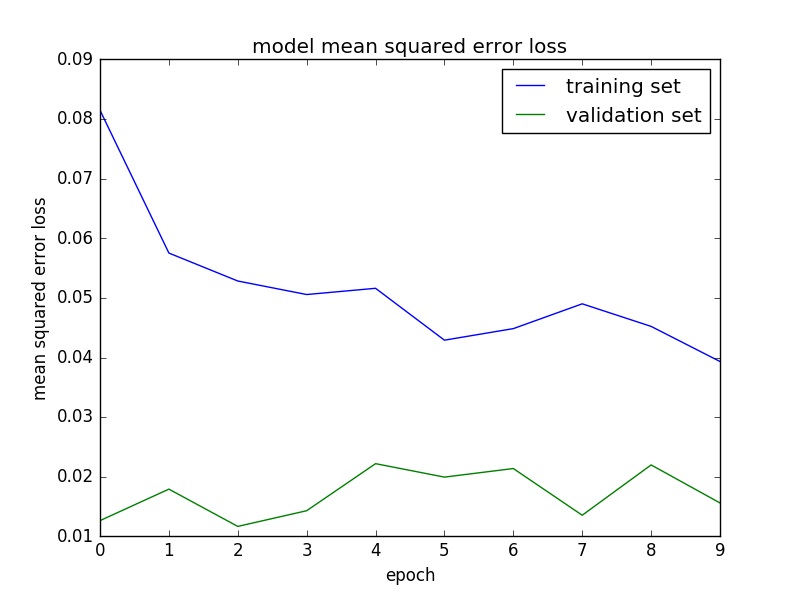 model mean squared error loss
0.09
0.08
0.07
0.06
0.05
0.04
0.03
0.02
0.01
mean squared error loss
training set
validation set
0 1 2 3 4 5 6 7 8 9
epoch